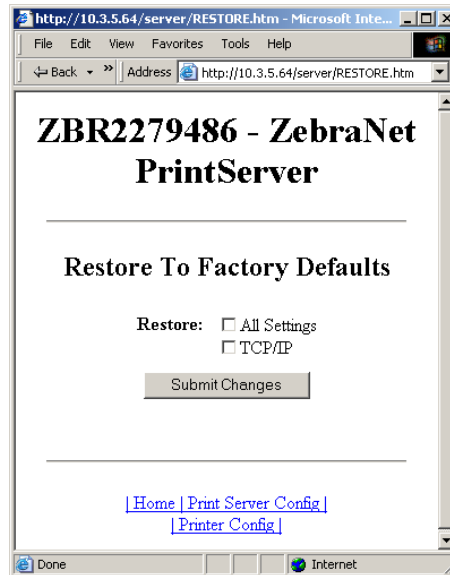 http://10.3.5.64/server/RESTORE.htm - Microsoft Inte...
File Edit View Favorites Tools Help
Back » Address http://10.3.5.64/server/RESTORE.htm
ZBR2279486 - ZebraNet
PrintServer
Restore To Factory Defaults
Restore: All Settings
TCP/IP
Submit Changes
| Home | Print Server Config |
| Printer Config |
Done Internet